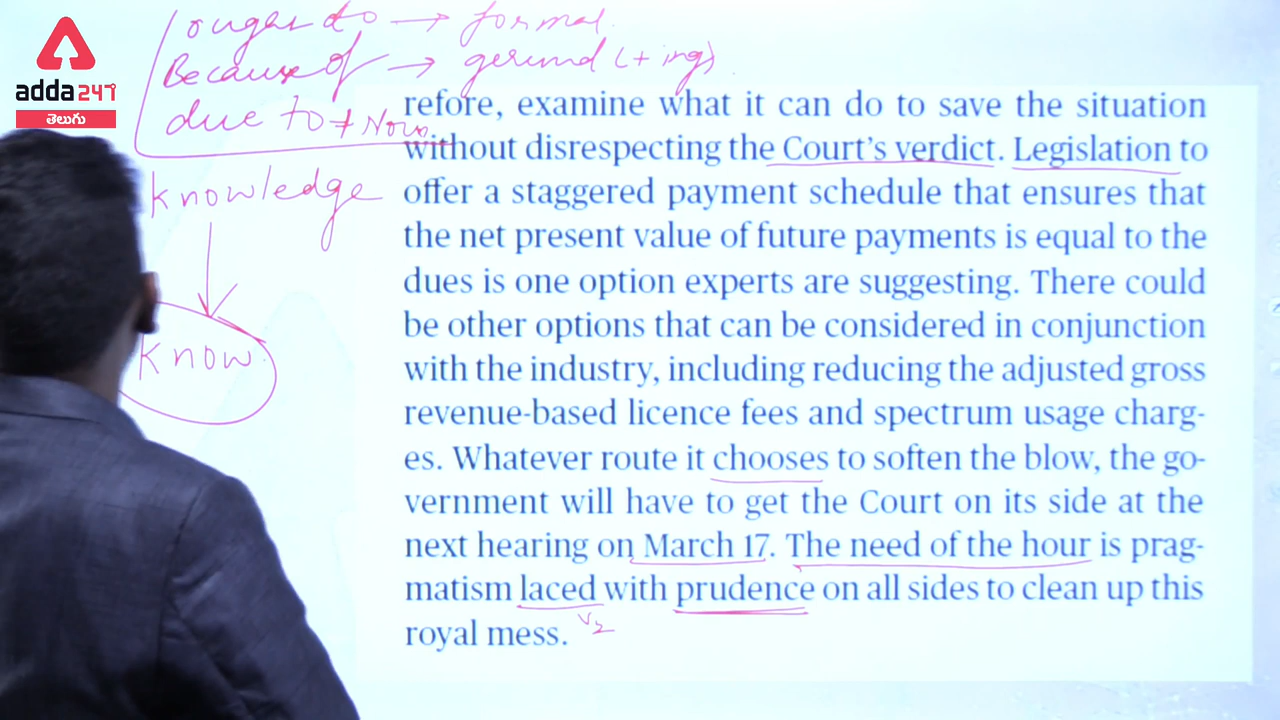 ought to → formal.
Because of → gerund (+ing)
due to + Noun
adda247
తెలుగు
knowledge
know
refore, examine what it can do to save the situation
without disrespecting the Court's verdict. Legislation to
offer a staggered payment schedule that ensures that
the net present value of future payments is equal to the
dues is one option experts are suggesting. There could
be other options that can be considered in conjunction
with the industry, including reducing the adjusted gross
revenue-based licence fees and spectrum usage charg-
es. Whatever route it chooses to soften the blow, the go-
vernment will have to get the Court on its side at the
next hearing on March 17. The need of the hour is prag-
matism laced with prudence on all sides to clean up this
royal mess.
V2